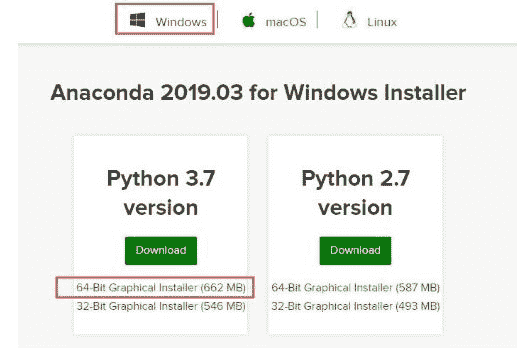 Windows macOS Linux
Anaconda 2019.03 for Windows Installer
Python 3.7
version
Download
64-Bit Graphical Installer (662 MB)
32-Bit Graphical Installer (546 MB)
Python 2.7
version
Download
64-Bit Graphical Installer (587 MB)
32-Bit Graphical Installer (493 MB)